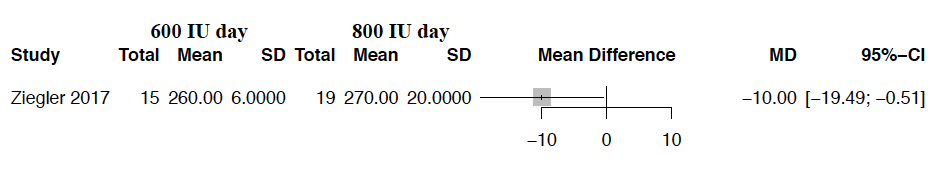 600 IU day 800 IU day
Study Total Mean SD Total Mean SD Mean Difference MD 95%−CI
Ziegler 2017 15 260.00 6.0000 19 270.00 20.0000 −10.00 [−19.49; −0.51]
−10 0 10